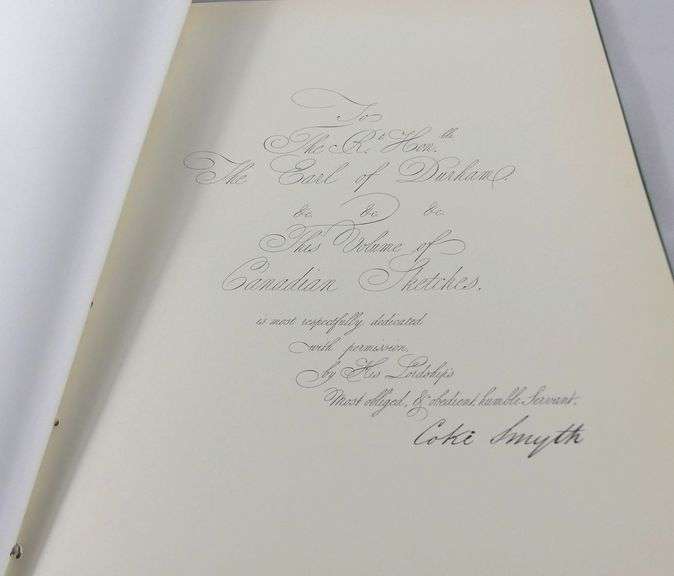 To
The Rt. Honble.
The Earl of Durham.
&c. &c. &c.
This Volume of
Canadian Sketches.
is most respectfully dedicated
with permission,
by His Lordship's
Most obliged, & obedient humble Servant.
Coke Smyth